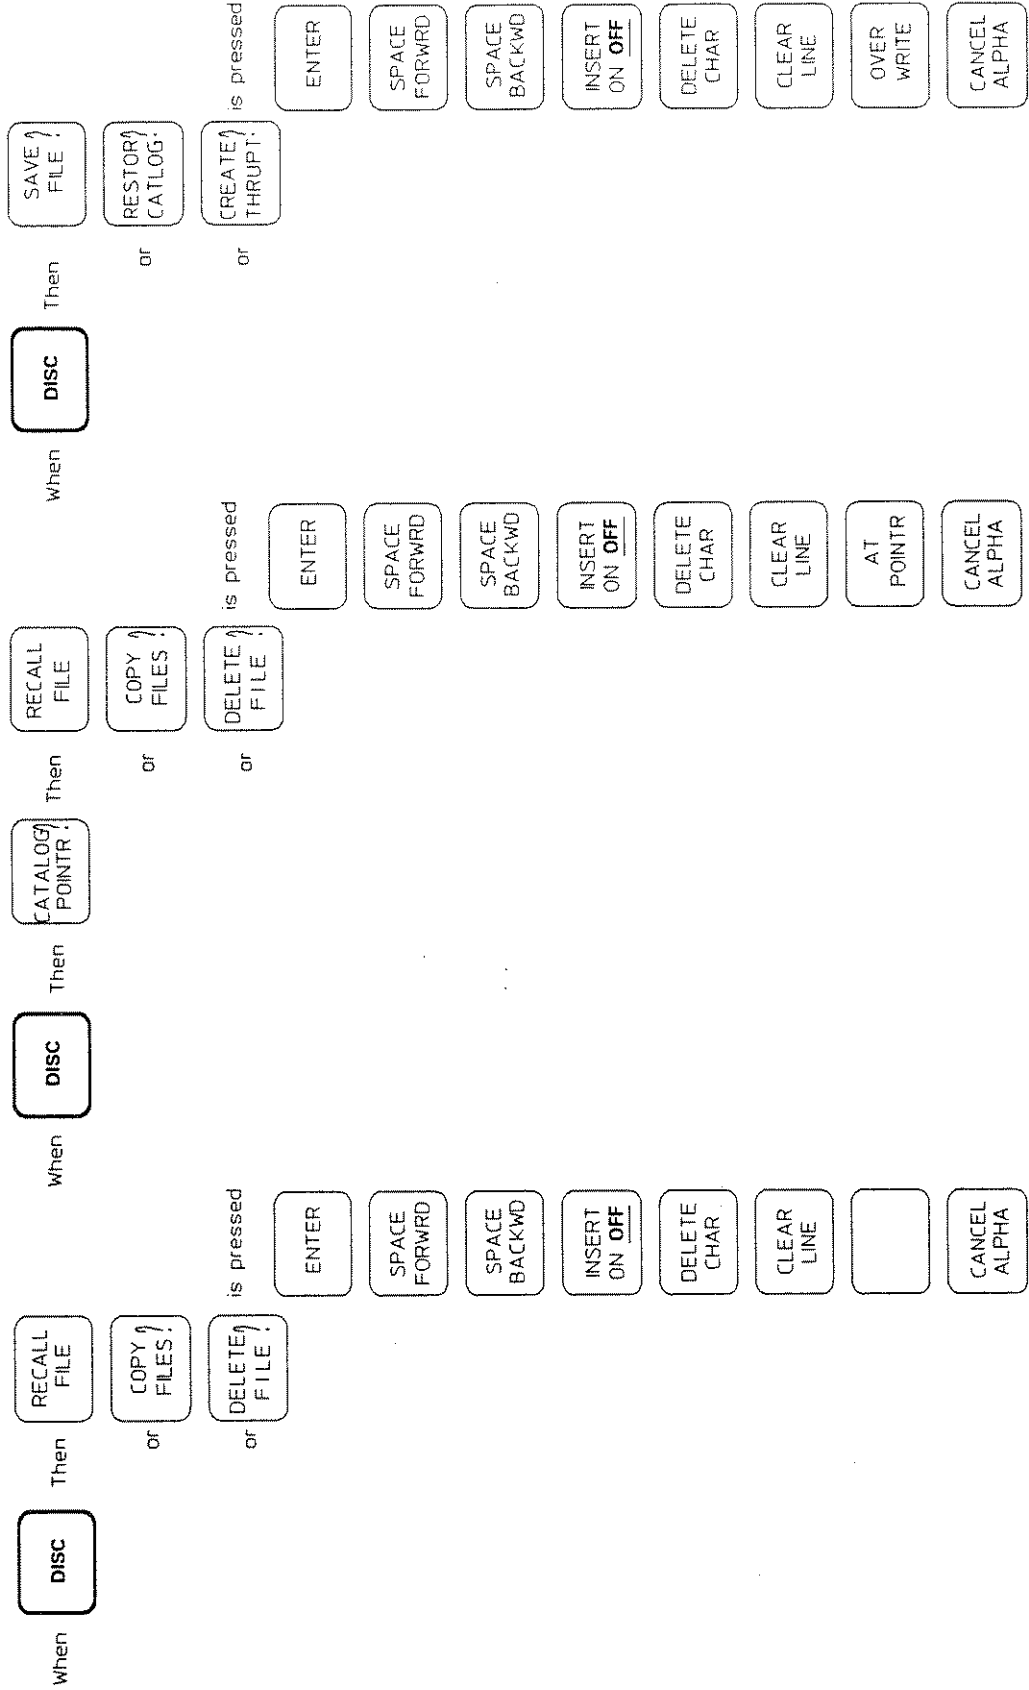 When
DISC
Then
RECALL
FILE
or
COPY
FILES
or
DELETE
FILE
is pressed
ENTER
SPACE
FORWRD
SPACE
BACKWD
INSERT
ON OFF
DELETE
CHAR
CLEAR
LINE
CANCEL
ALPHA
When
DISC
Then
CATALOG
POINTR
Then
RECALL
FILE
or
COPY
FILES
or
DELETE
FILE
is pressed
ENTER
SPACE
FORWRD
SPACE
BACKWD
INSERT
ON OFF
DELETE
CHAR
CLEAR
LINE
AT
POINTR
CANCEL
ALPHA
When
DISC
Then
SAVE
FILE
or
RESTOR
CATLOG
or
CREATE
THRUPT
is pressed
ENTER
SPACE
FORWRD
SPACE
BACKWD
INSERT
ON OFF
DELETE
CHAR
CLEAR
LINE
OVER
WRITE
CANCEL
ALPHA